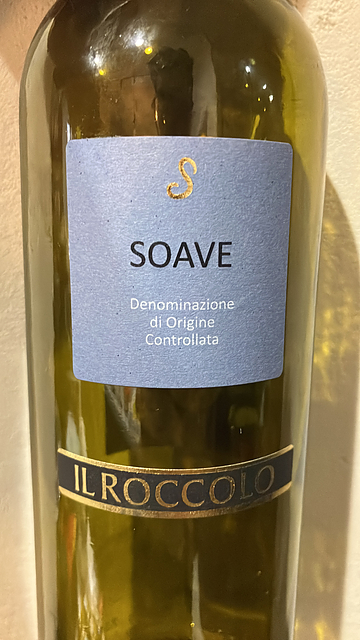 S
SOAVE
Denominazione
di Origine
Controllata
IL ROCCOLO